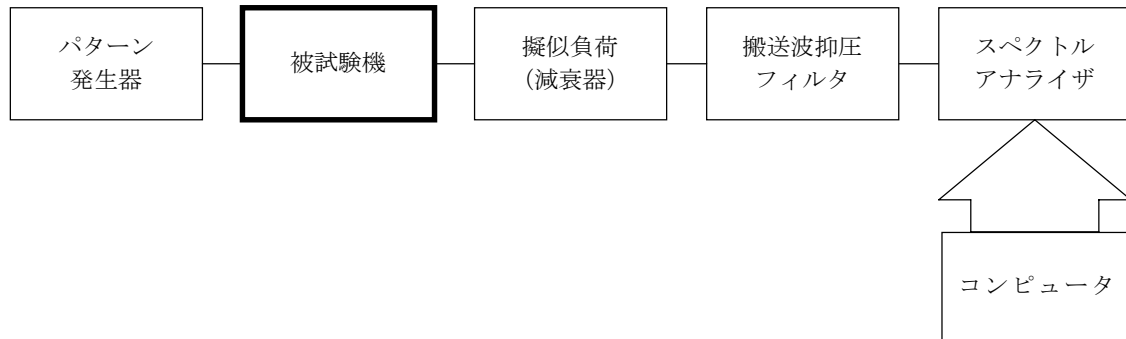 パターン
発生器
被試験機
擬似負荷
（減衰器）
搬送波抑圧
フィルタ
スペクトル
アナライザ
コンピュータ